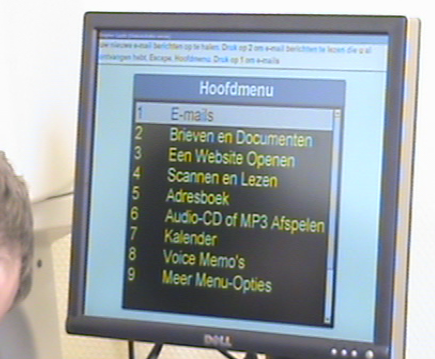 uw nieuwe e-mail berichten op te halen. Druk op 2 om e-mail berichten te lezen die u al
ontvangen hebt, Escape, Hoofdmenu. Druk op 1 om e-mails
Hoofdmenu
1 E-mails
2 Brieven en Documenten
3 Een Website Openen
4 Scannen en Lezen
5 Adresboek
6 Audio-CD of MP3 Afspelen
7 Kalender
8 Voice Memo's
9 Meer Menu-Opties
DELL